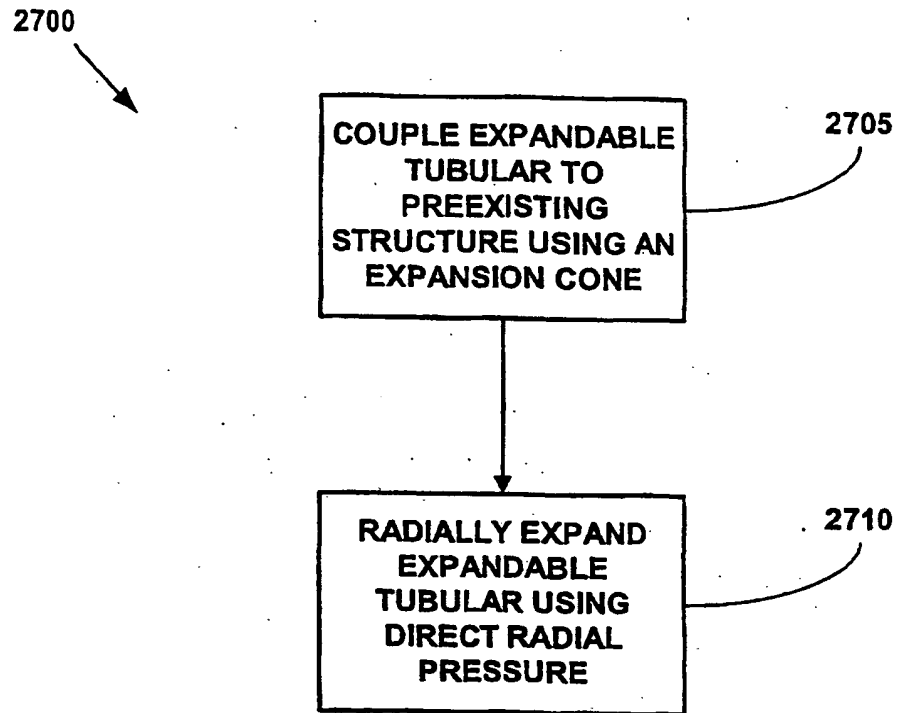 2700
COUPLE EXPANDABLE
TUBULAR TO
PREEXISTING
STRUCTURE USING AN
EXPANSION CONE
2705
RADIALLY EXPAND
EXPANDABLE
TUBULAR USING
DIRECT RADIAL
PRESSURE
2710